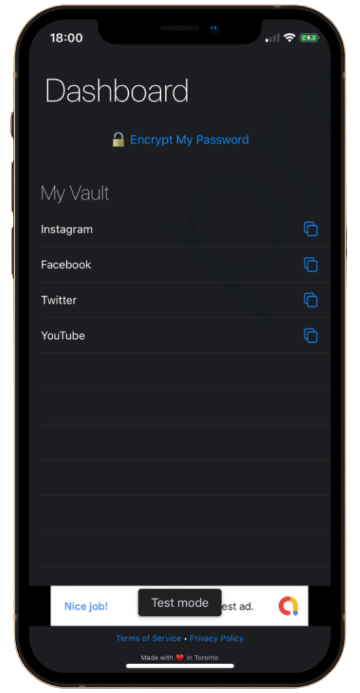 18:00
Dashboard
Encrypt My Password
My Vault
Instagram
Facebook
Twitter
YouTube
Nice job!
Test mode
est ad.
Terms of Service • Privacy Policy
Made with ❤️ in Toronto